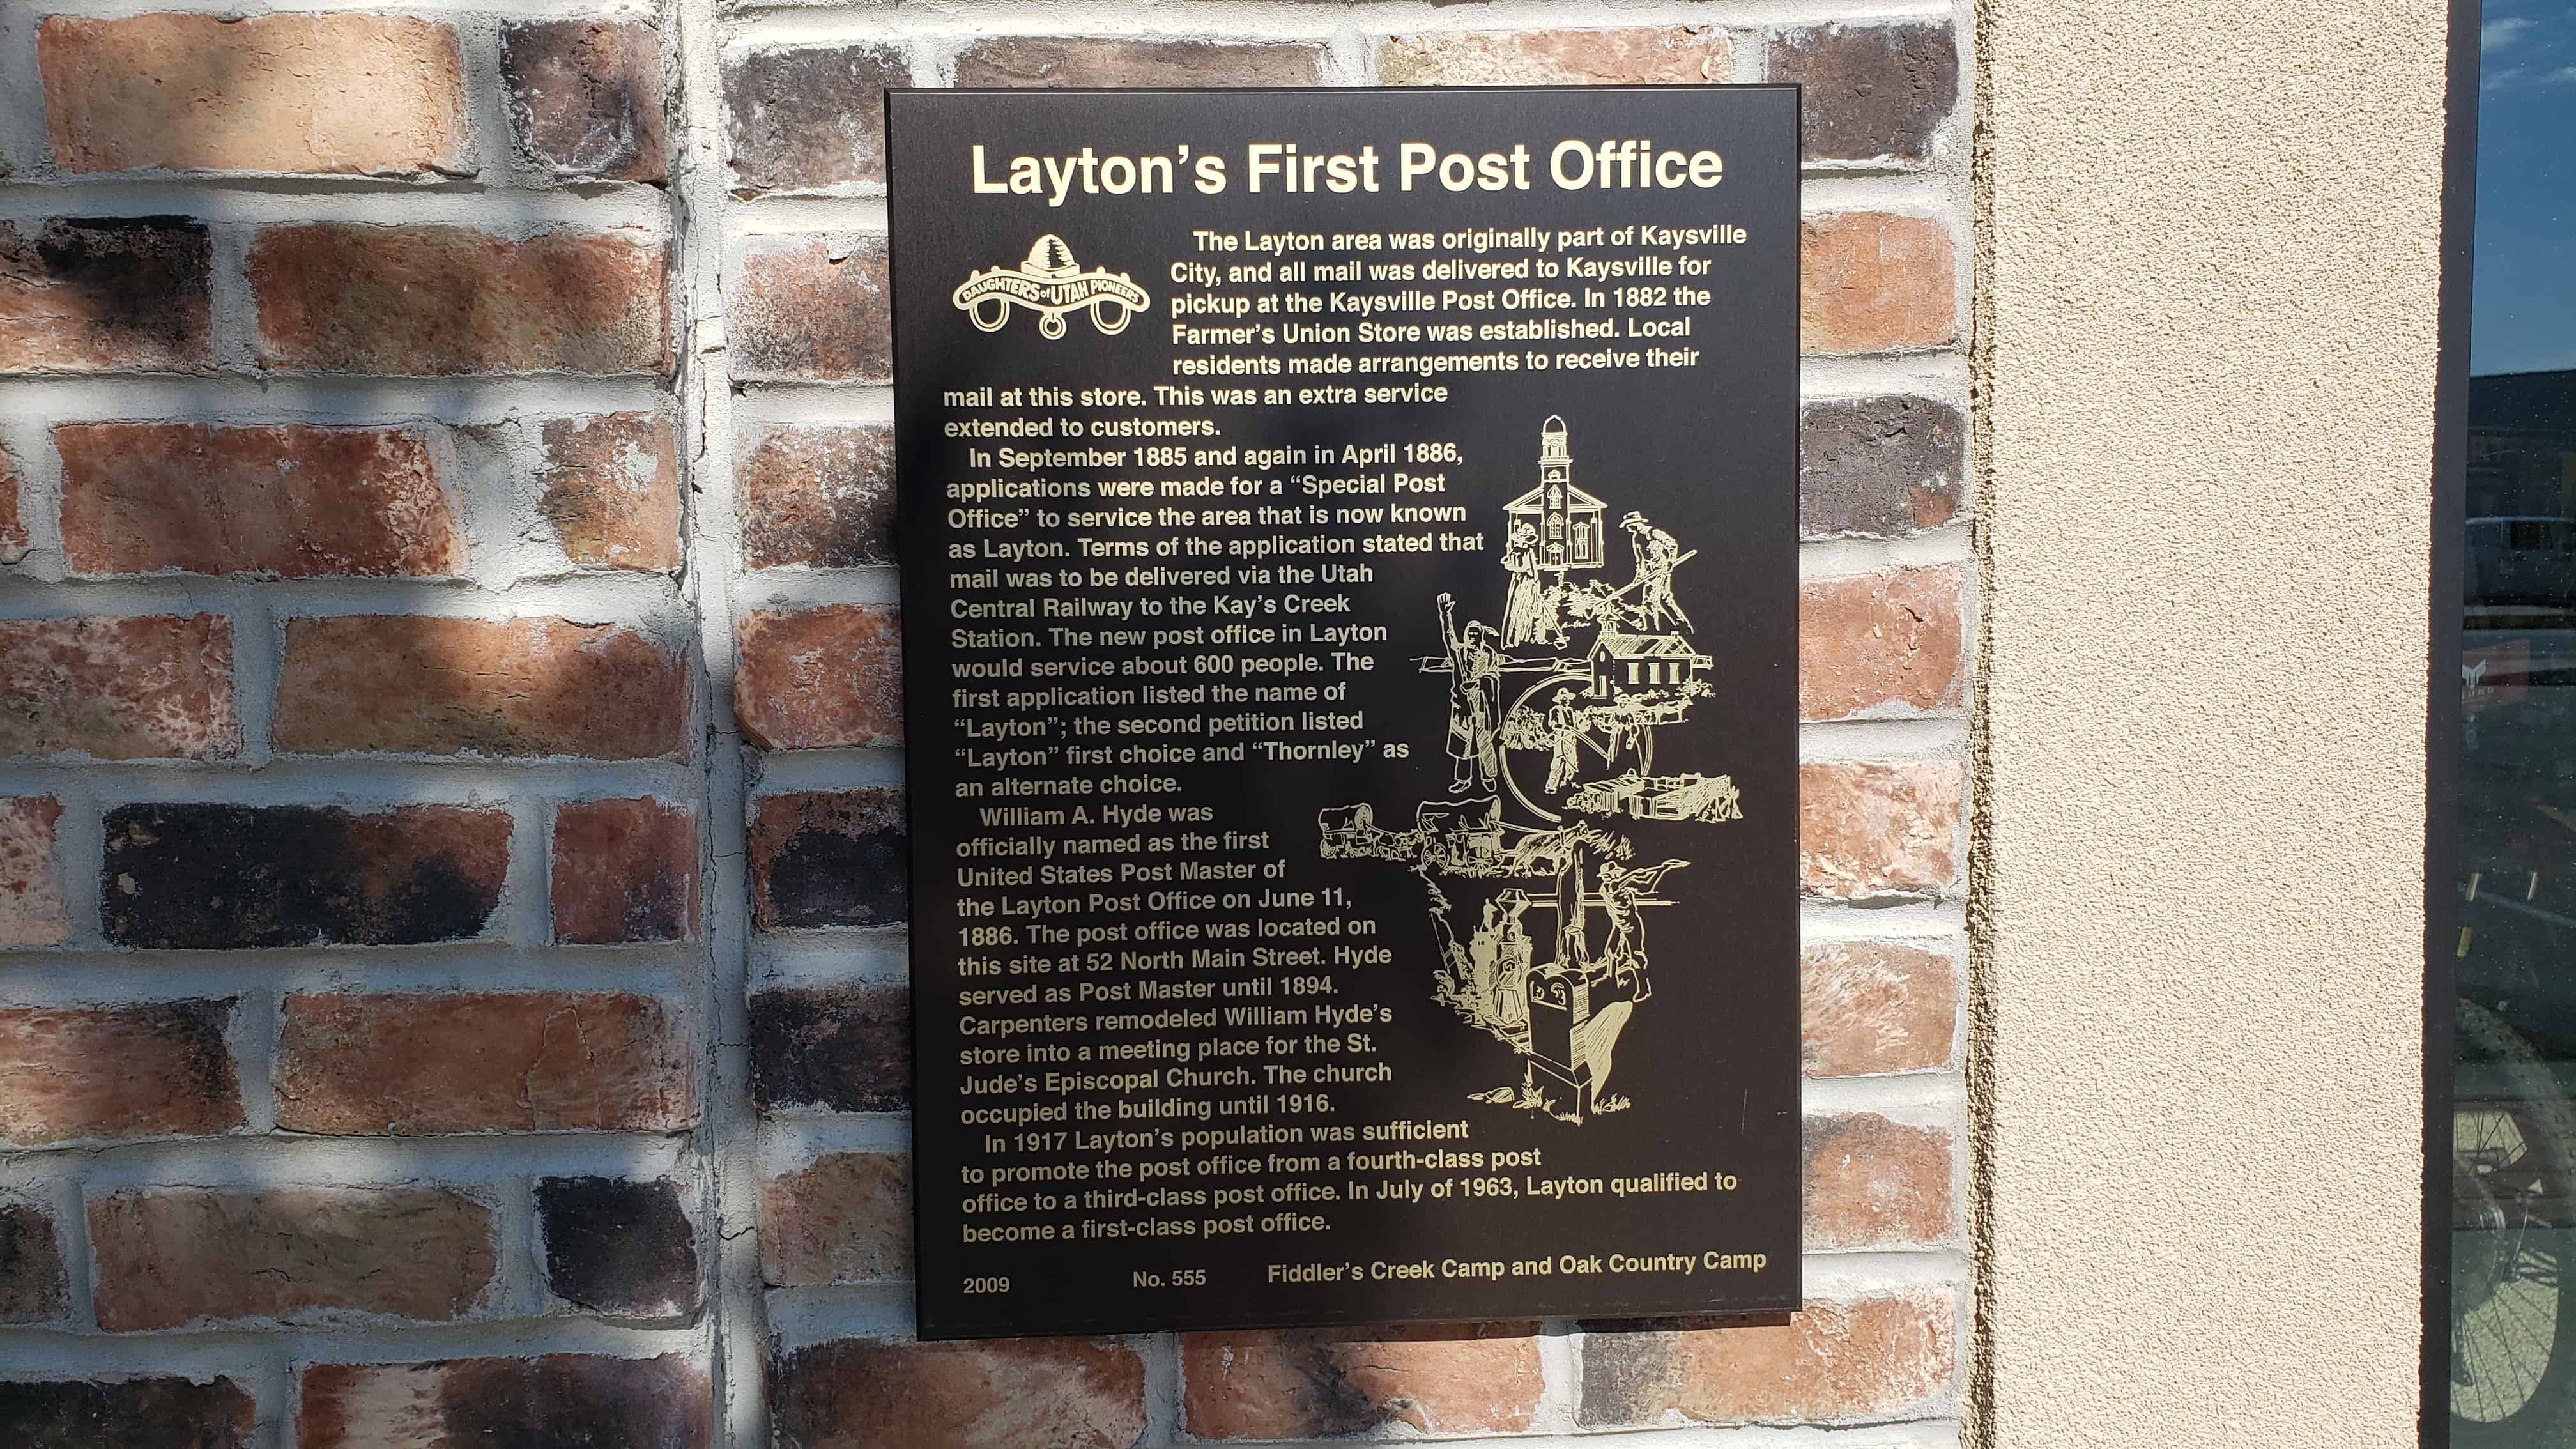 Layton’s First Post Office
DAUGHTERS of UTAH PIONEERS
The Layton area was originally part of Kaysville
City, and all mail was delivered to Kaysville for
pickup at the Kaysville Post Office. In 1882 the
Farmer’s Union Store was established. Local
residents made arrangements to receive their
mail at this store. This was an extra service
extended to customers.
In September 1885 and again in April 1886,
applications were made for a “Special Post
Office” to service the area that is now known
as Layton. Terms of the application stated that
mail was to be delivered via the Utah
Central Railway to the Kay’s Creek
Station. The new post office in Layton
would service about 600 people. The
first application listed the name of
“Layton”; the second petition listed
“Layton” first choice and “Thornley” as
an alternate choice.
William A. Hyde was
officially named as the first
United States Post Master of
the Layton Post Office on June 11,
1886. The post office was located on
this site at 52 North Main Street. Hyde
served as Post Master until 1894.
Carpenters remodeled William Hyde’s
store into a meeting place for the St.
Jude’s Episcopal Church. The church
occupied the building until 1916.
In 1917 Layton’s population was sufficient
to promote the post office from a fourth-class post
office to a third-class post office. In July of 1963, Layton qualified to
become a first-class post office.
2009 No. 555 Fiddler’s Creek Camp and Oak Country Camp